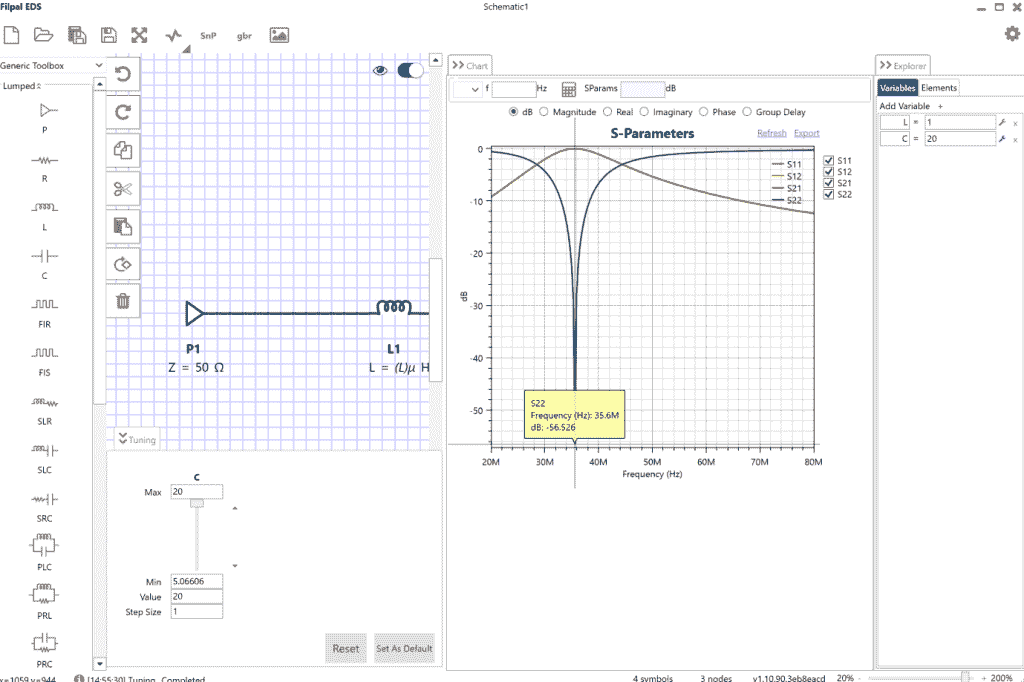 Filpal EDS
Schematic1
SnP
gbr
Generic Toolbox
Lumped
P
R
L
C
FIR
FIS
SLR
SLC
SRC
PLC
PRL
PRC
P1
Z = 50 Ω
L1
L = (L)μ H
Tuning
C
Max 20
Min 5.06606
Value 20
Step Size 1
Reset
Set As Default
Chart
f
Hz
SParams
dB
dB Magnitude Real Imaginary Phase Group Delay
S-Parameters
Refresh Export
0
-10
-20
-30
-40
-50
dB
S11
S12
S21
S22
S11
S12
S21
S22
S22
Frequency (Hz): 35.6M
dB: -56.526
20M 30M 40M 50M 60M 70M 80M
Frequency (Hz)
Explorer
Variables Elements
Add Variable +
L = 1 x
C = 20 x
x=1059 y=944
[14:55:30] Tuning Completed
4 symbols
3 nodes
v1.10.90.3eb8eacd
20% - + 200%